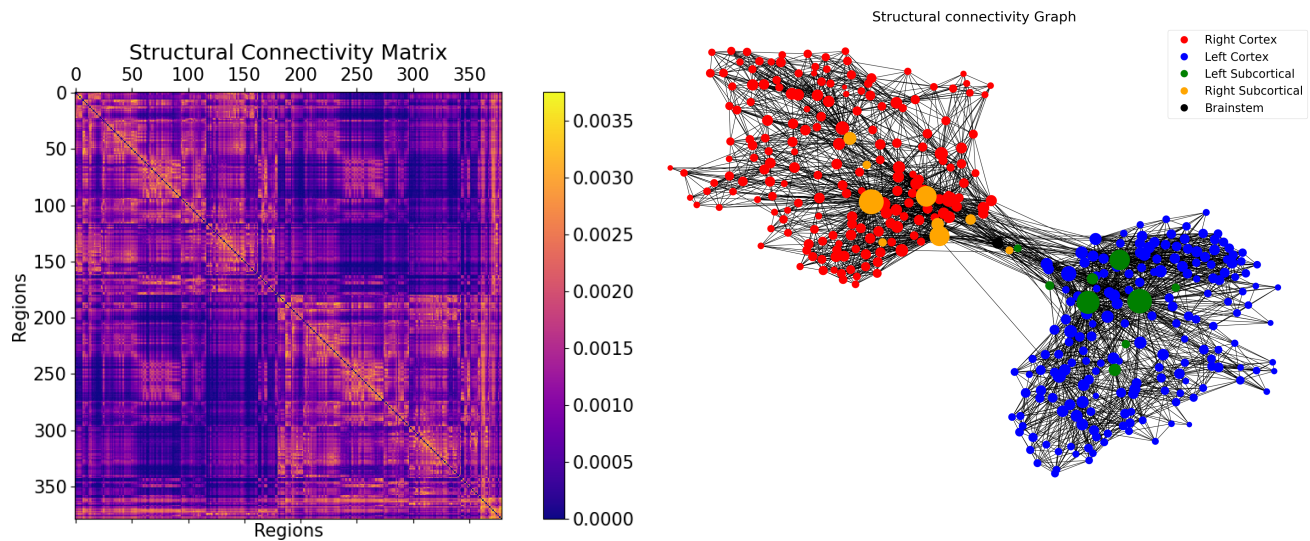 Structural Connectivity Matrix
0 50 100 150 200 250 300 350
0
50
100
150
200
250
300
350
Regions
Regions
0.0035
0.0030
0.0025
0.0020
0.0015
0.0010
0.0005
0.0000
Structural connectivity Graph
Right Cortex
Left Cortex
Left Subcortical
Right Subcortical
Brainstem